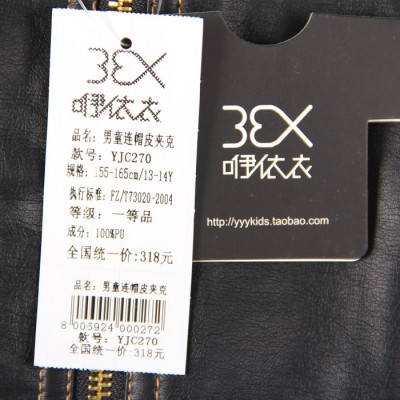 咿依衣
品名: 男童连帽皮夹克
款号: YJC270
规格: 155-165cm/13-14Y
执行标准: FZ/T73020-2004
等级: 一等品
成分: 100%PU
全国统一价:318元
品名: 男童连帽皮夹克
8 006924 000272
款号: YJC270
全国统一价:318元
咿依衣
http://yyykids.taobao.com